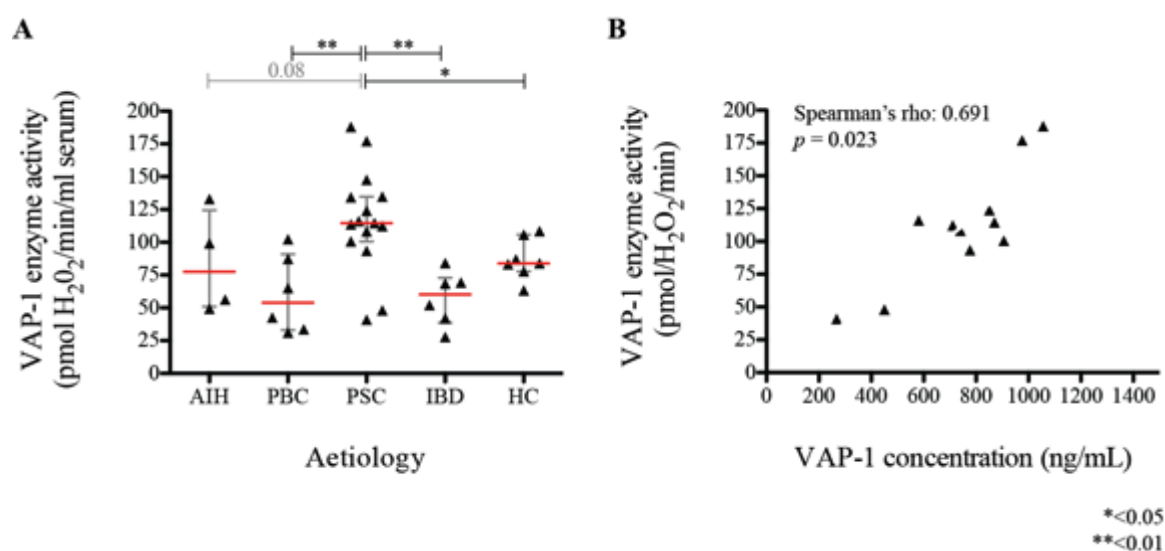 A
B
** **
0.08 *
VAP-1 enzyme activity
(pmol H₂0₂/min/ml serum)
200
175
150
125
100
75
50
25
0
AIH PBC PSC IBD HC
Aetiology
VAP-1 enzyme activity
(pmol/H₂O₂/min)
Spearman's rho: 0.691
p = 0.023
200
175
150
125
100
75
50
25
0
0 200 400 600 800 1000 1200 1400
VAP-1 concentration (ng/mL)
*<0.05
**<0.01